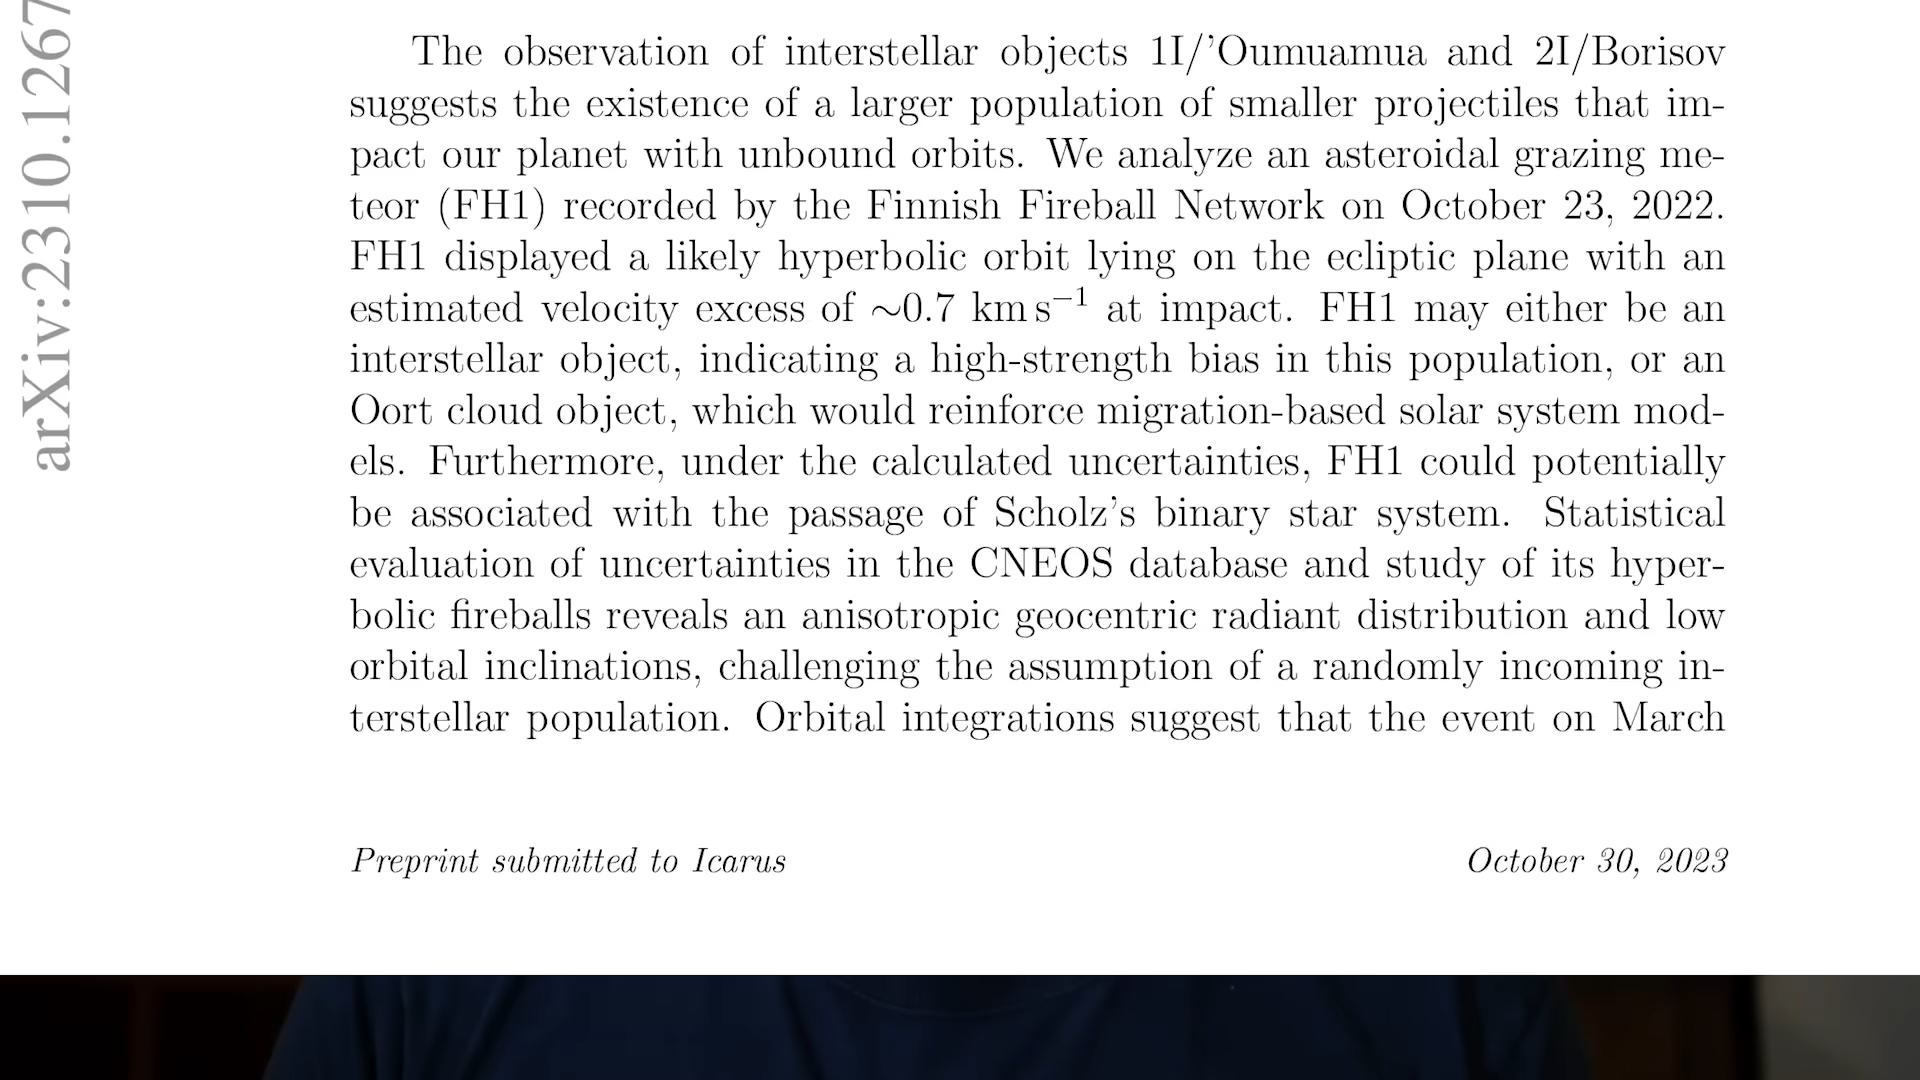 arXiv:2310.1267
The observation of interstellar objects 1I/’Oumuamua and 2I/Borisov
suggests the existence of a larger population of smaller projectiles that im-
pact our planet with unbound orbits. We analyze an asteroidal grazing me-
teor (FH1) recorded by the Finnish Fireball Network on October 23, 2022.
FH1 displayed a likely hyperbolic orbit lying on the ecliptic plane with an
estimated velocity excess of ∼0.7 km s⁻¹ at impact. FH1 may either be an
interstellar object, indicating a high-strength bias in this population, or an
Oort cloud object, which would reinforce migration-based solar system mod-
els. Furthermore, under the calculated uncertainties, FH1 could potentially
be associated with the passage of Scholz’s binary star system. Statistical
evaluation of uncertainties in the CNEOS database and study of its hyper-
bolic fireballs reveals an anisotropic geocentric radiant distribution and low
orbital inclinations, challenging the assumption of a randomly incoming in-
terstellar population. Orbital integrations suggest that the event on March
Preprint submitted to Icarus
October 30, 2023